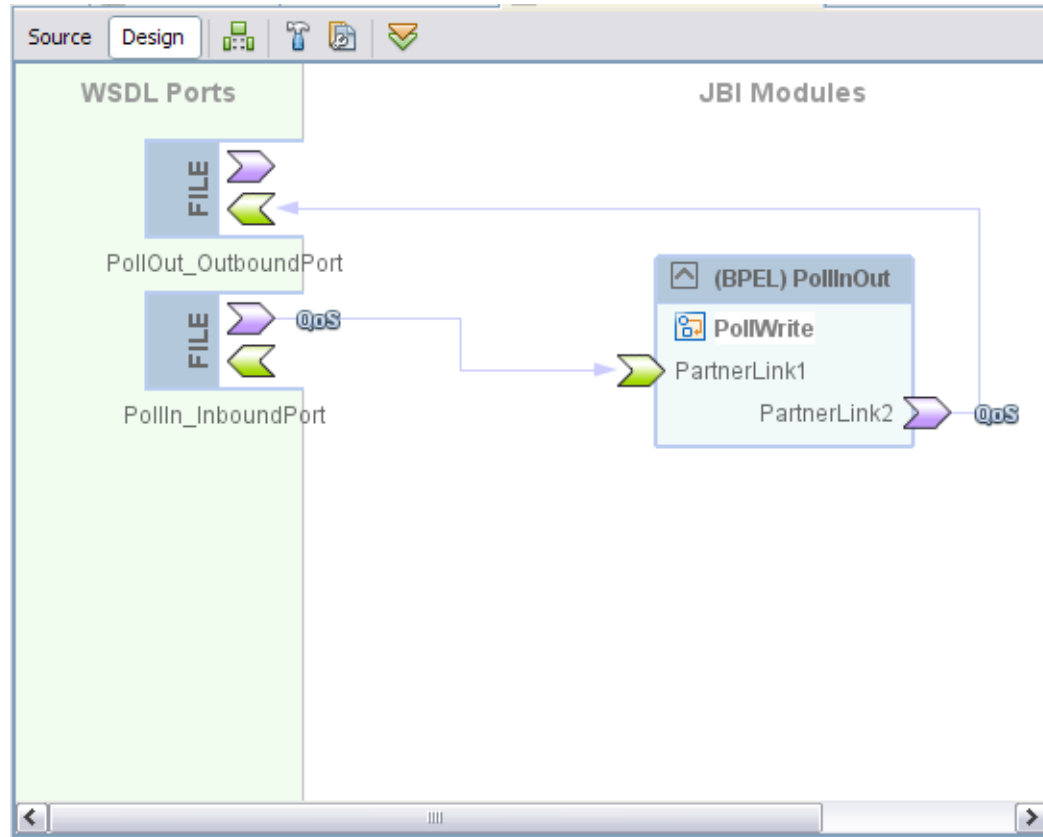 Source Design
WSDL Ports
JBI Modules
FILE
PollOut_OutboundPort
FILE
QoS
PollIn_InboundPort
(BPEL) PollInOut
PollWrite
PartnerLink1
PartnerLink2
QoS